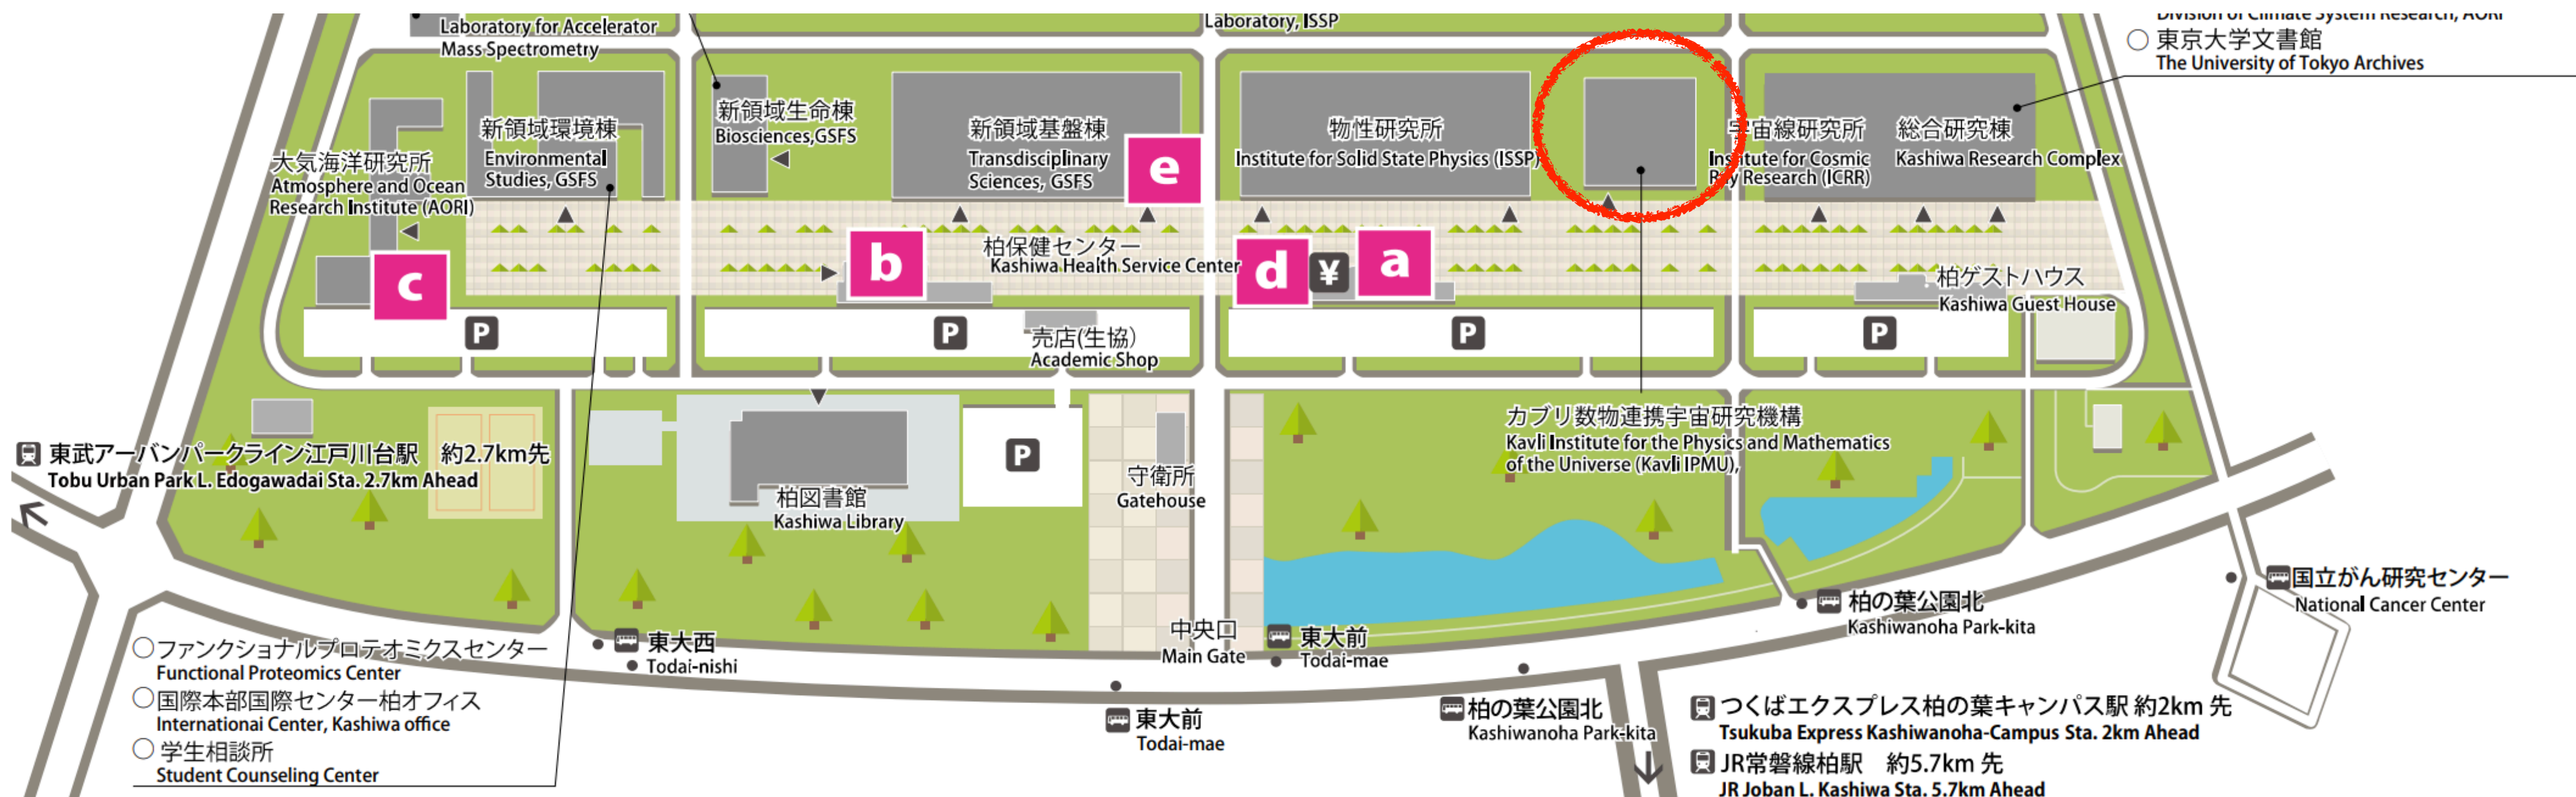 Laboratory for Accelerator
Mass Spectrometry
Laboratory, ISSP
Division of Climate System Research, AORI
○ 東京大学文書館
The University of Tokyo Archives
新領域生命棟
Biosciences,GSFS
新領域環境棟
Environmental
Studies, GSFS
新領域基盤棟
Transdisciplinary
Sciences, GSFS
e
物性研究所
Institute for Solid State Physics (ISSP)
宇宙線研究所
Institute for Cosmic
Ray Research (ICRR)
総合研究棟
Kashiwa Research Complex
大気海洋研究所
Atmosphere and Ocean
Research Institute (AORI)
c
b
柏保健センター
Kashiwa Health Service Center
d
¥
a
柏ゲストハウス
Kashiwa Guest House
P
P
P
P
売店(生協)
Academic Shop
カブリ数物連携宇宙研究機構
Kavli Institute for the Physics and Mathematics
of the Universe (Kavli IPMU),
東武アーバンパークライン江戸川台駅 約2.7km先
Tobu Urban Park L. Edogawadai Sta. 2.7km Ahead
P
守衛所
Gatehouse
柏図書館
Kashiwa Library
国立がん研究センター
National Cancer Center
柏の葉公園北
Kashiwanoha Park-kita
東大西
Todai-nishi
中央口
Main Gate
東大前
Todai-mae
○ファンクショナルプロテオミクスセンター
Functional Proteomics Center
○国際本部国際センター柏オフィス
Internationai Center, Kashiwa office
○ 学生相談所
Student Counseling Center
東大前
Todai-mae
柏の葉公園北
Kashiwanoha Park-kita
つくばエクスプレス柏の葉キャンパス駅 約2km 先
Tsukuba Express Kashiwanoha-Campus Sta. 2km Ahead
JR常磐線柏駅 約5.7km 先
JR Joban L. Kashiwa Sta. 5.7km Ahead